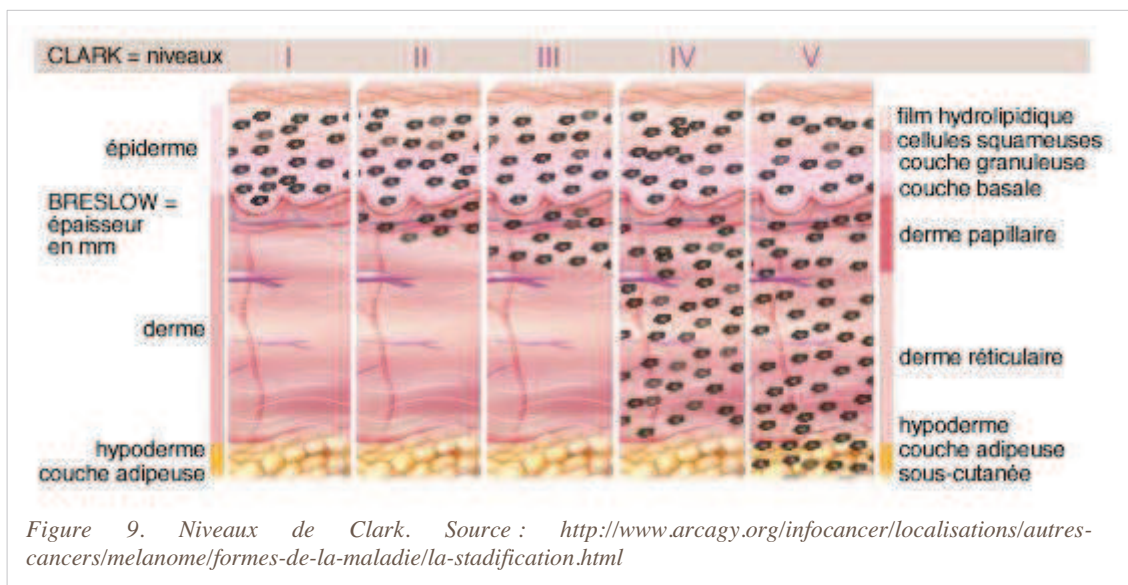 CLARK = niveaux I II III IV V
épiderme
BRESLOW =
épaisseur
en mm
derme
hypoderme
couche adipeuse
film hydrolipidique
cellules squameuses
couche granuleuse
couche basale
derme papillaire
derme réticulaire
hypoderme
couche adipeuse
sous-cutanée
Figure 9. Niveaux de Clark. Source : http://www.arcagy.org/infocancer/localisations/autres-
cancers/melanome/formes-de-la-maladie/la-stadification.html